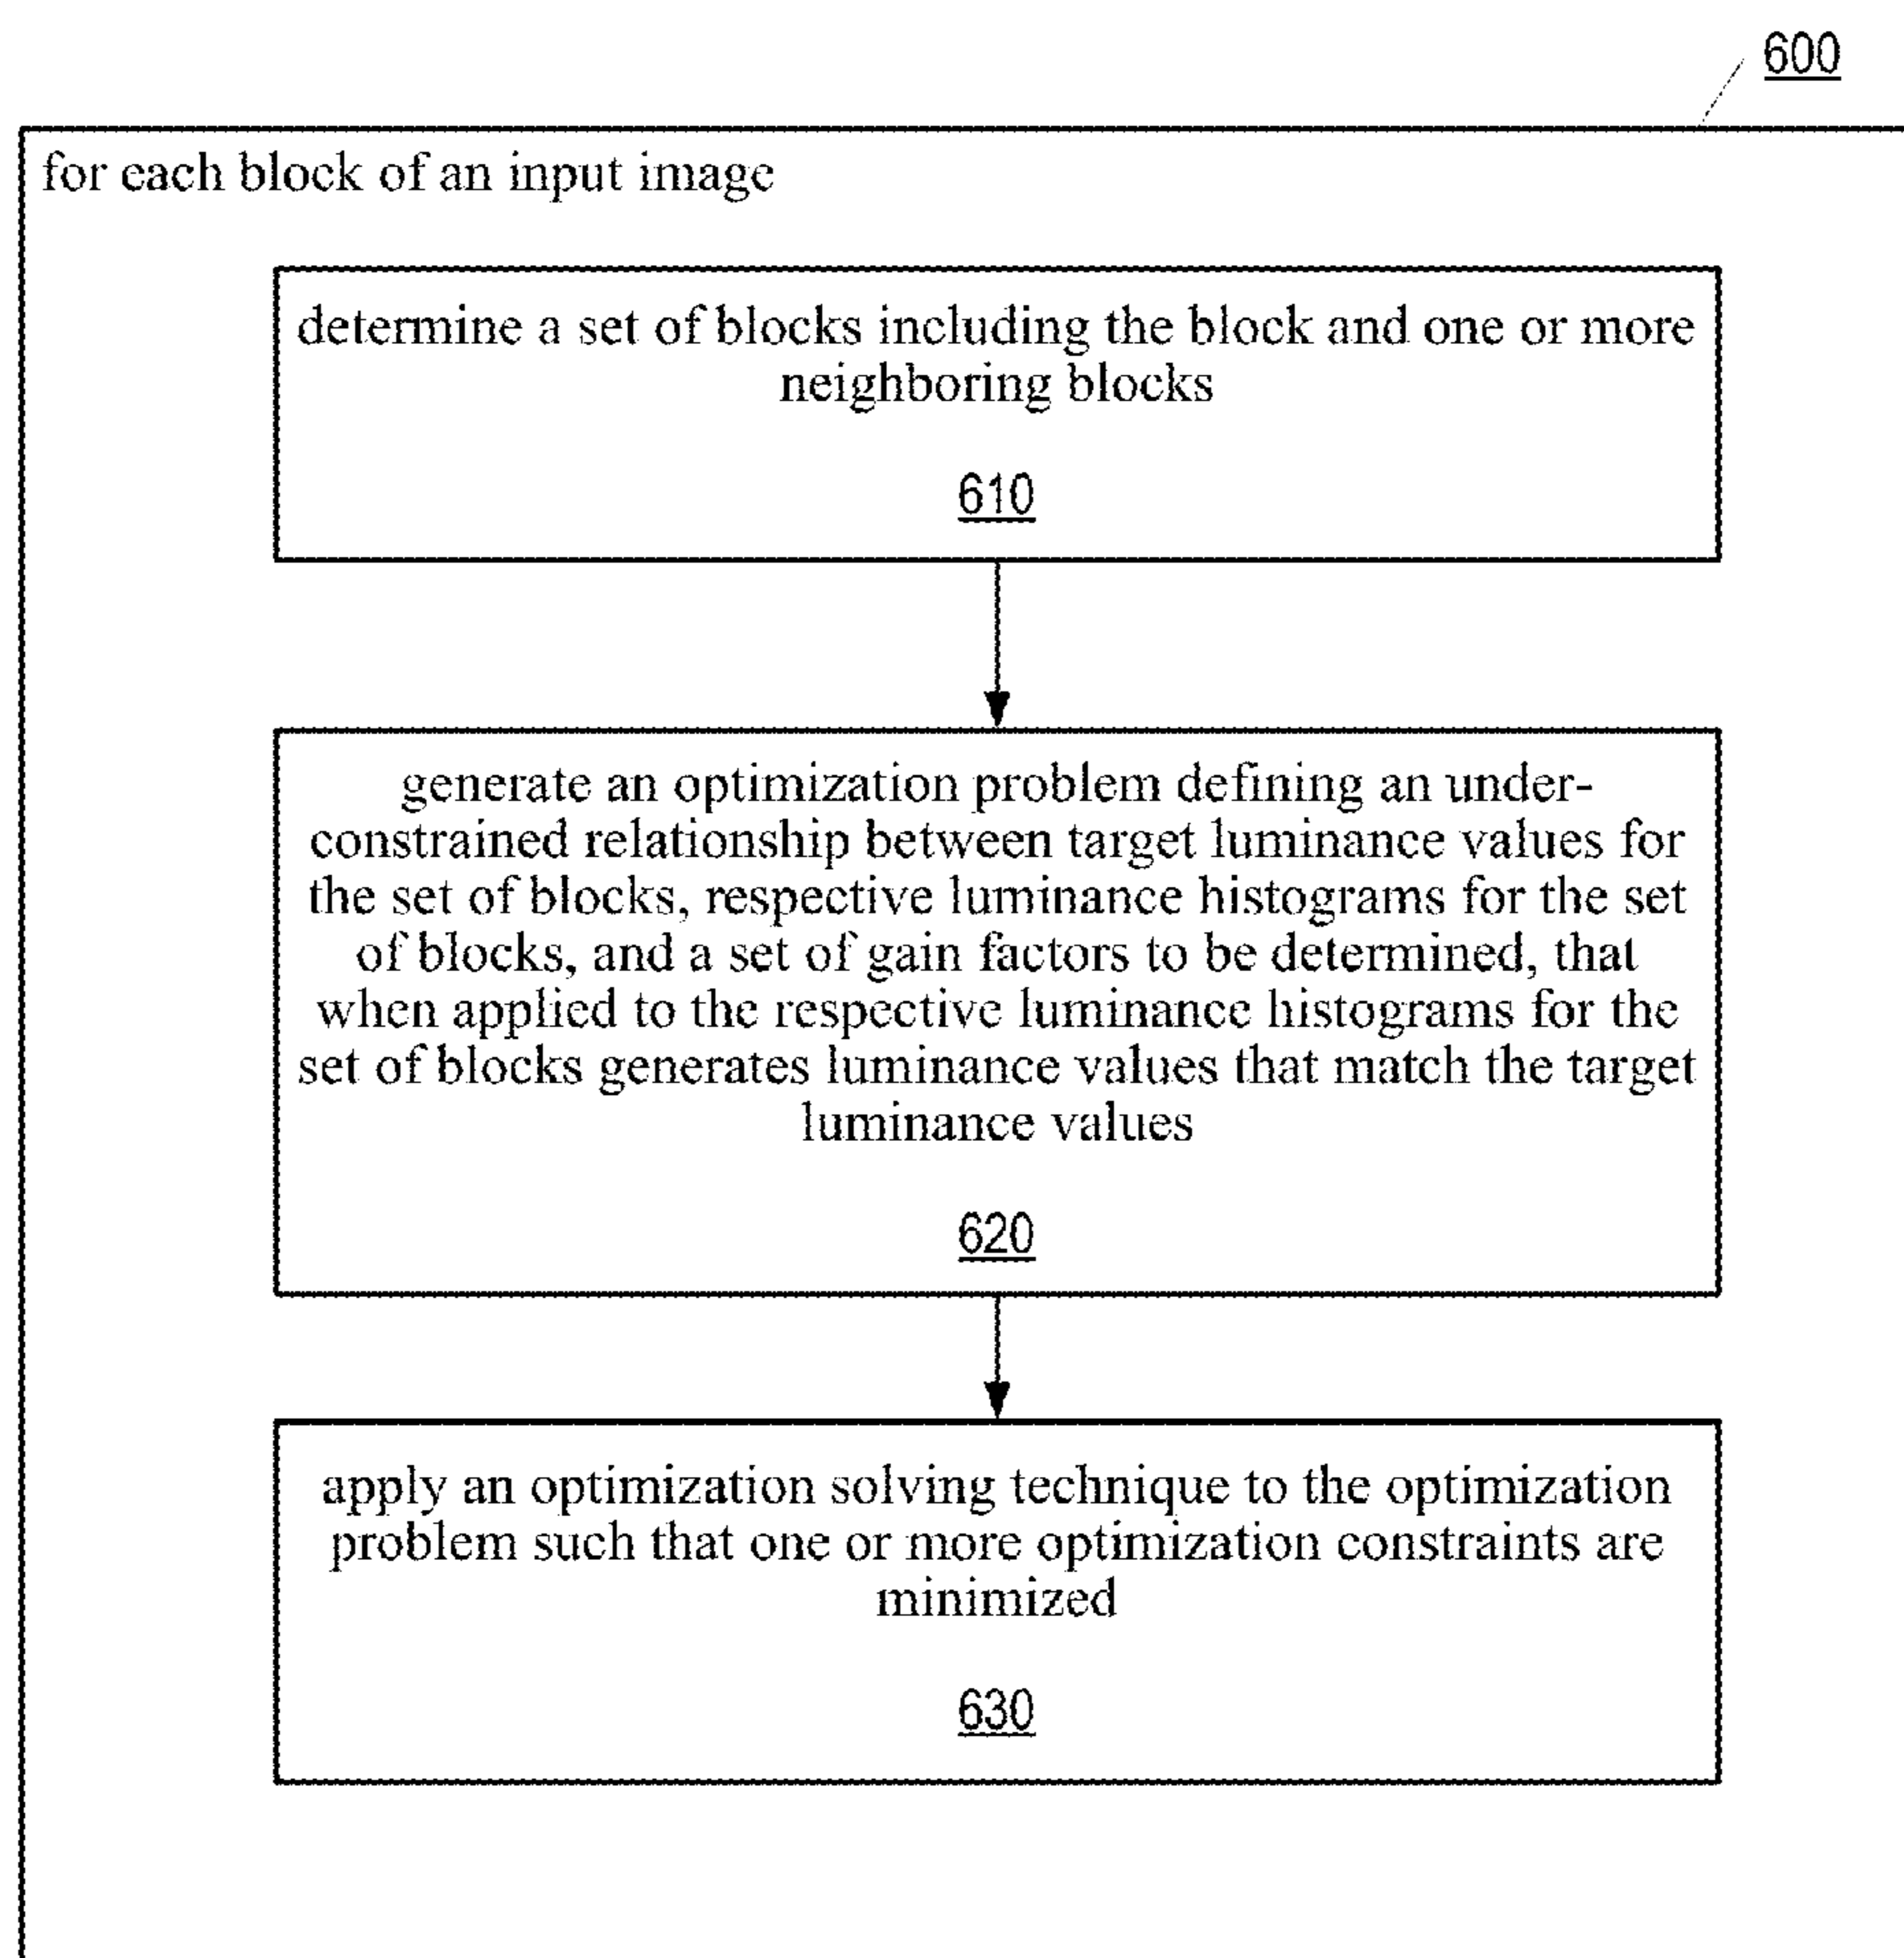 600
for each block of an input image
determine a set of blocks including the block and one or more
neighboring blocks
610
generate an optimization problem defining an under-
constrained relationship between target luminance values for
the set of blocks, respective luminance histograms for the set
of blocks, and a set of gain factors to be determined, that
when applied to the respective luminance histograms for the
set of blocks generates luminance values that match the target
luminance values
620
apply an optimization solving technique to the optimization
problem such that one or more optimization constraints are
minimized
630